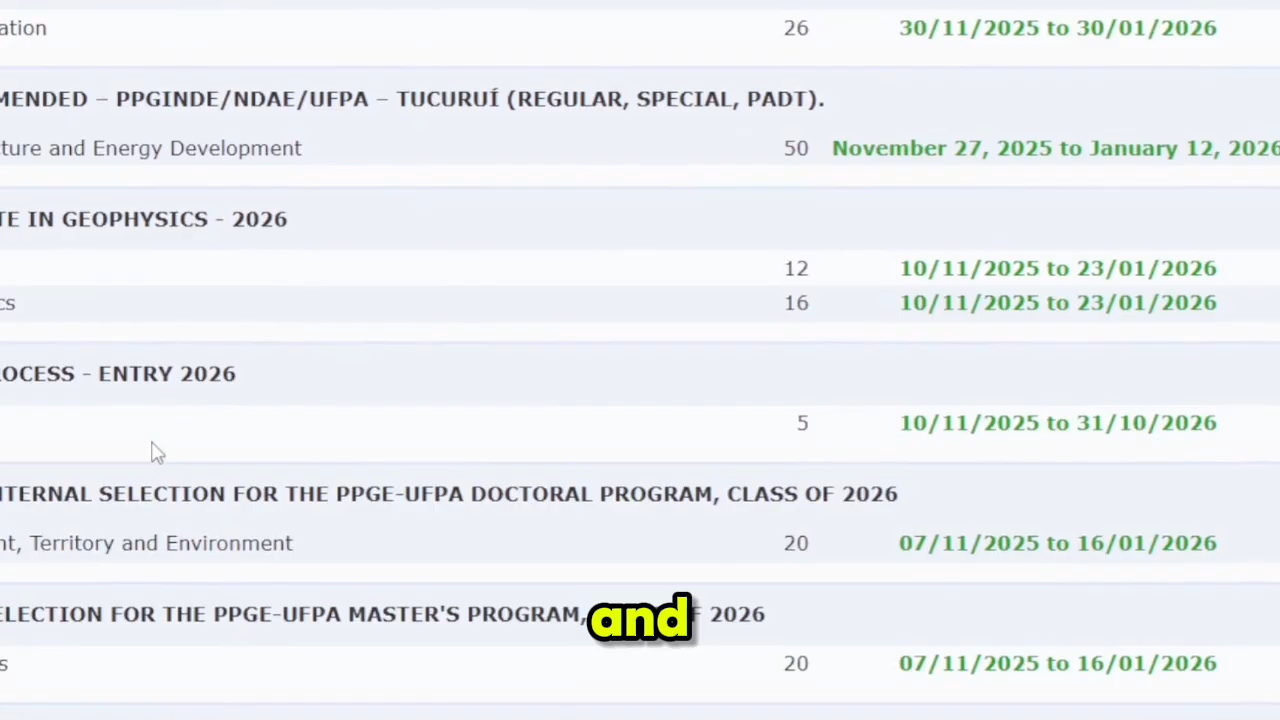 ation 26 30/11/2025 to 30/01/2026
MENDED – PPGINDE/NDAE/UFPA – TUCURUÍ (REGULAR, SPECIAL, PADT).
cture and Energy Development 50 November 27, 2025 to January 12, 2026
TE IN GEOPHYSICS - 2026
12 10/11/2025 to 23/01/2026
cs 16 10/11/2025 to 23/01/2026
OCESS - ENTRY 2026
5 10/11/2025 to 31/10/2026
NTERNAL SELECTION FOR THE PPGE-UFPA DOCTORAL PROGRAM, CLASS OF 2026
nt, Territory and Environment 20 07/11/2025 to 16/01/2026
ELECTION FOR THE PPGE-UFPA MASTER'S PROGRAM, F 2026
and
s 20 07/11/2025 to 16/01/2026